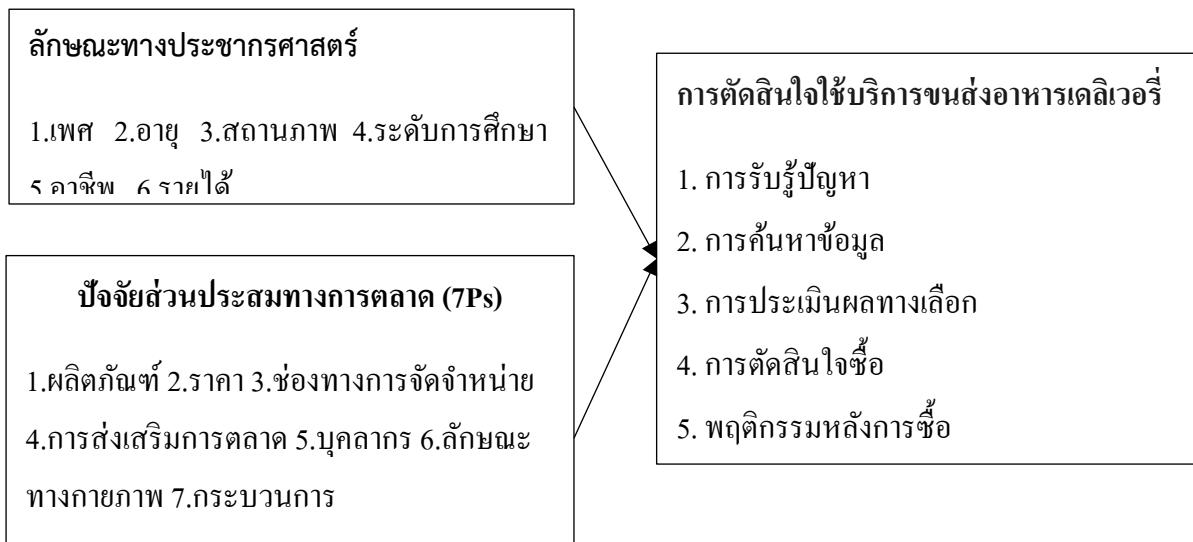 ลักษณะทางประชากรศาสตร์
1.เพศ 2.อายุ 3.สถานภาพ 4.ระดับการศึกษา
5.อาชีพ 6.รายได้
ปัจจัยส่วนประสมทางการตลาด (7Ps)
1.ผลิตภัณฑ์ 2.ราคา 3.ช่องทางการจัดจำหน่าย
4.การส่งเสริมการตลาด 5.บุคลากร 6.ลักษณะ
ทางกายภาพ 7.กระบวนการ
การตัดสินใจใช้บริการขนส่งอาหารเดลิเวอรี่
1. การรับรู้ปัญหา
2. การค้นหาข้อมูล
3. การประเมินผลทางเลือก
4. การตัดสินใจซื้อ
5. พฤติกรรมหลังการซื้อ